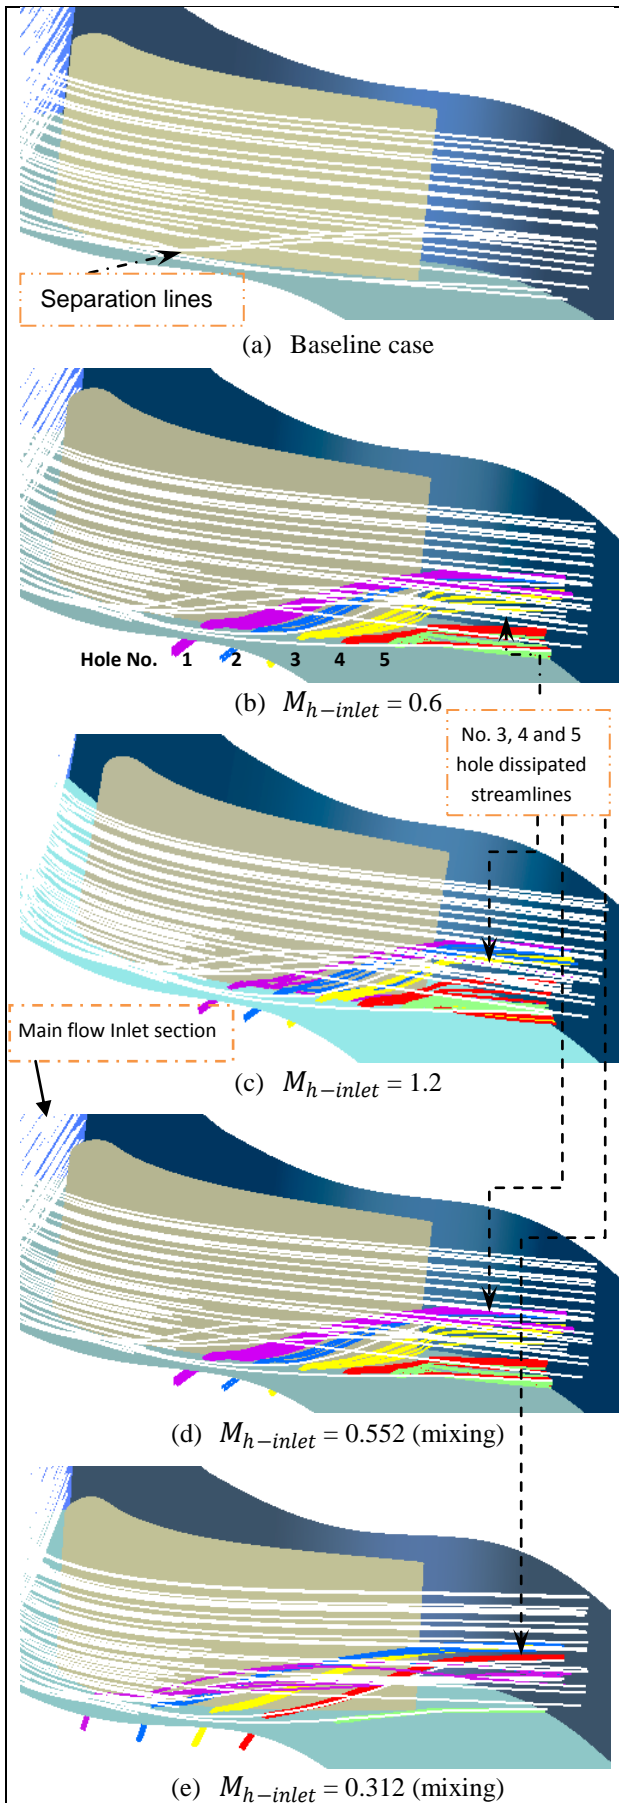 Separation lines
(a) Baseline case
Hole No. 1 2 3 4 5
(b) M_{h-inlet} = 0.6
No. 3, 4 and 5
hole dissipated
streamlines
Main flow Inlet section
(c) M_{h-inlet} = 1.2
(d) M_{h-inlet} = 0.552 (mixing)
(e) M_{h-inlet} = 0.312 (mixing)